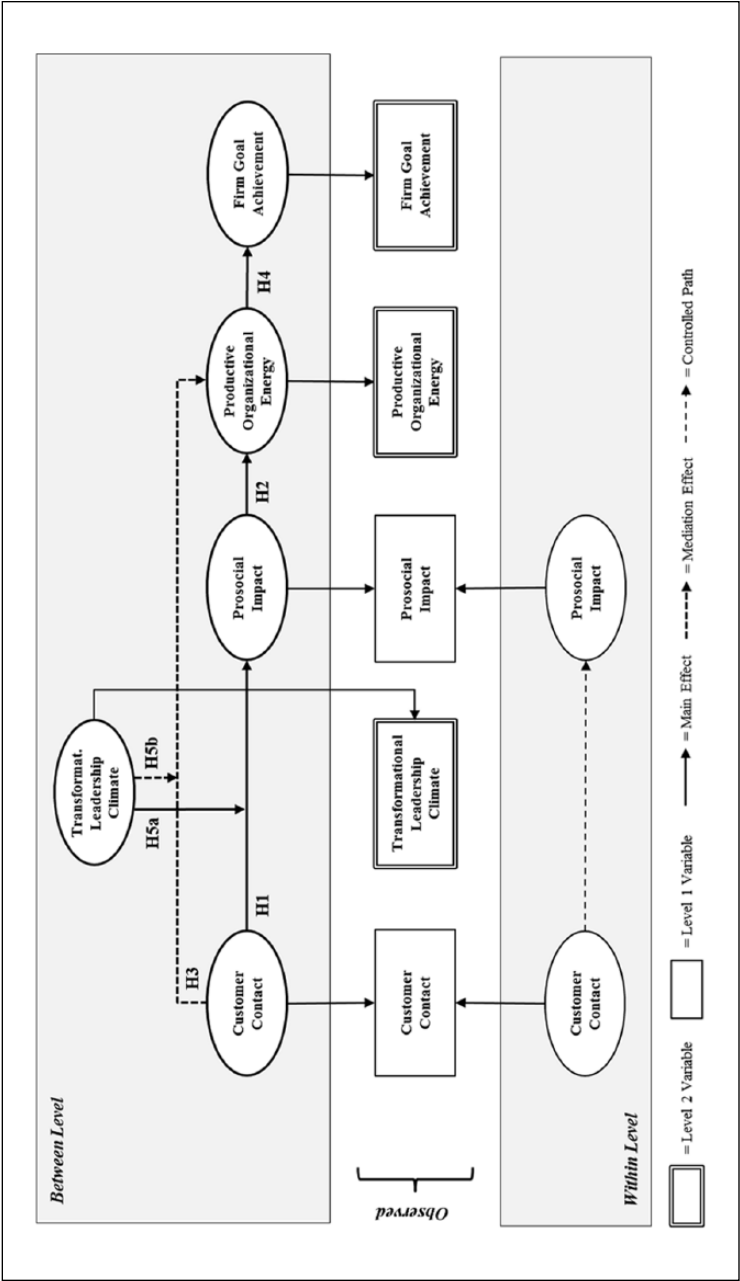 Between Level
Transformat.
Leadership
Climate
H5a
H5b
H3
Customer
Contact
H1
Prosocial
Impact
H2
Productive
Organizational
Energy
H4
Firm Goal
Achievement
Observed
Customer
Contact
Transformational
Leadership
Climate
Prosocial
Impact
Productive
Organizational
Energy
Firm Goal
Achievement
Within Level
Customer
Contact
Prosocial
Impact
= Level 2 Variable
= Level 1 Variable
= Main Effect
= Mediation Effect
= Controlled Path